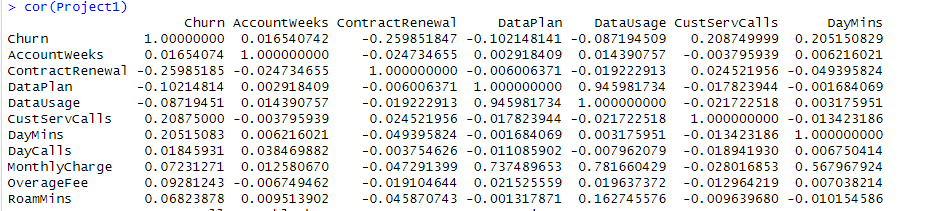 > cor(Project1)
Churn AccountWeeks ContractRenewal DataPlan DataUsage CustServCalls DayMins
Churn 1.00000000 0.016540742 -0.259851847 -0.102148141 -0.087194509 0.208749999 0.205150829
AccountWeeks 0.01654074 1.000000000 -0.024734655 0.002918409 0.014390757 -0.003795939 0.006216021
ContractRenewal -0.25985185 -0.024734655 1.000000000 -0.006006371 -0.019222913 0.024521956 -0.049395824
DataPlan -0.10214814 0.002918409 -0.006006371 1.000000000 0.945981734 -0.017823944 -0.001684069
DataUsage -0.08719451 0.014390757 -0.019222913 0.945981734 1.000000000 -0.021722518 0.003175951
CustServCalls 0.20875000 -0.003795939 0.024521956 -0.017823944 -0.021722518 1.000000000 -0.013423186
DayMins 0.20515083 0.006216021 -0.049395824 -0.001684069 0.003175951 -0.013423186 1.000000000
DayCalls 0.01845931 0.038469882 -0.003754626 -0.011085902 -0.007962079 -0.018941930 0.006750414
MonthlyCharge 0.07231271 0.012580670 -0.047291399 0.737489653 0.781660429 -0.028016853 0.567967924
OverageFee 0.09281243 -0.006749462 -0.019104644 0.021525559 0.019637372 -0.012964219 0.007038214
RoamMins 0.06823878 0.009513902 -0.045870743 -0.001317871 0.162745576 -0.009639680 -0.010154586